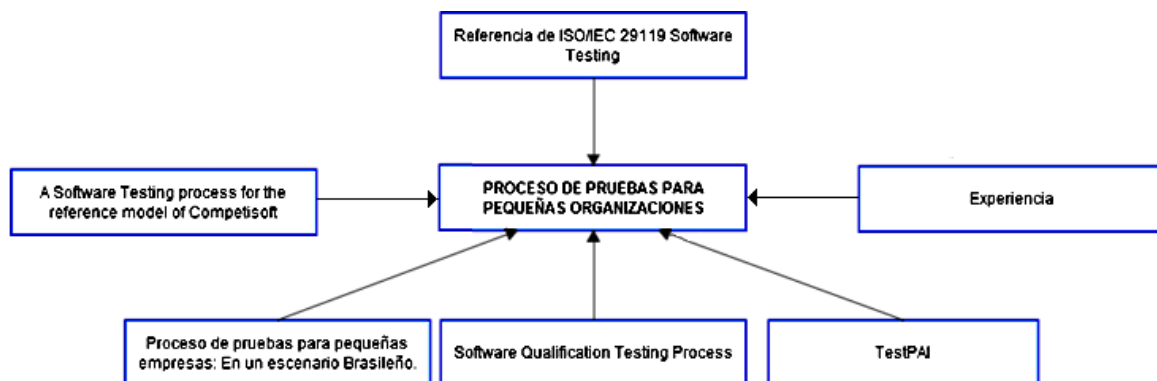 Referencia de ISO/IEC 29119 Software
Testing
A Software Testing process for the
reference model of Competisoft
PROCESO DE PRUEBAS PARA
PEQUEÑAS ORGANIZACIONES
Experiencia
Proceso de pruebas para pequeñas
empresas: En un escenario Brasileño.
Software Qualification Testing Process
TestPAI